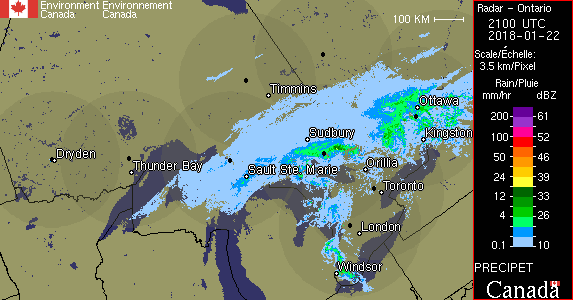 Environment Environnement
Canada Canada
100 KM
Timmins
Ottawa
Sudbury
Kingston
Dryden
Thunder Bay
Sault Ste. Marie
Orillia
Toronto
London
Windsor
Radar - Ontario
2100 UTC
2018-01-22
Scale/Échelle:
3.5 km/Pixel
Rain/Pluie
mm/hr dBZ
200 61
100 52
50 46
24 39
12 33
4 26
0.1 10
PRECIPET
Canada